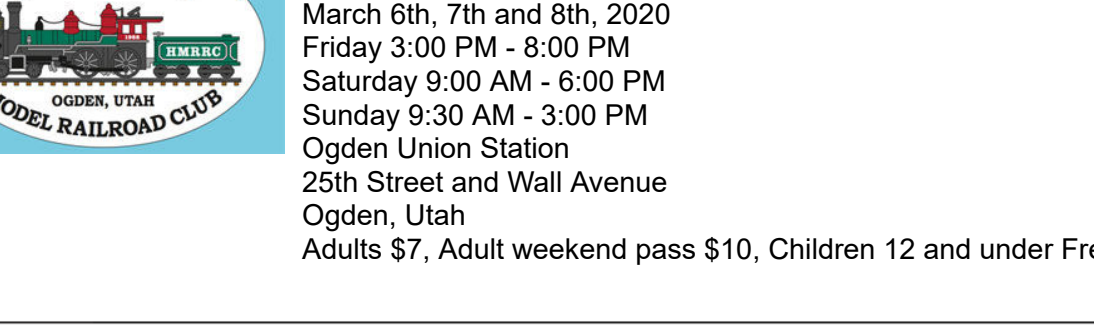 March 6th, 7th and 8th, 2020
Friday 3:00 PM - 8:00 PM
Saturday 9:00 AM - 6:00 PM
Sunday 9:30 AM - 3:00 PM
Ogden Union Station
25th Street and Wall Avenue
Ogden, Utah
Adults $7, Adult weekend pass $10, Children 12 and under Fre
HMRRC
OGDEN, UTAH
MODEL RAILROAD CLUB